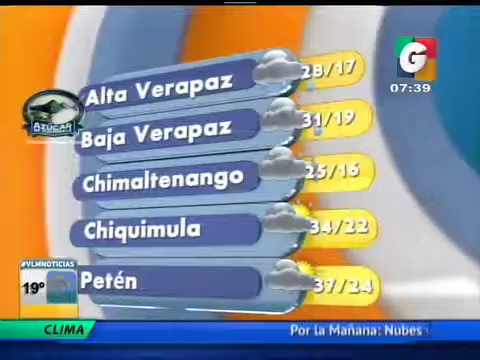 G
07:39
Alta Verapaz 28/17
AZÚCAR
Baja Verapaz 31/19
Chimaltenango 25/16
Chiquimula 34/22
#VLMNOTICIAS
19º
Petén 37/24
CLIMA
Por la Mañana: Nubes